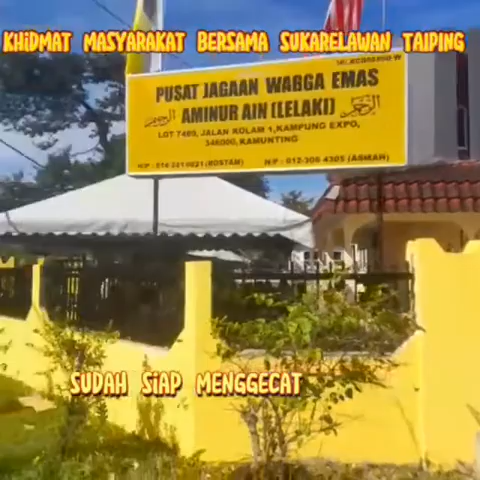 KHIDMAT MASYARAKAT BERSAMA SUKARELAWAN TAIPING
PUSAT JAGAAN WARGA EMAS
AMINUR AIN (LELAKI)
LOT 7489, JALAN KOLAM 1, KAMPUNG EXPO,
34600, KAMUNTING
(ASMAH)
SUDAH SIAP MENGGECAT